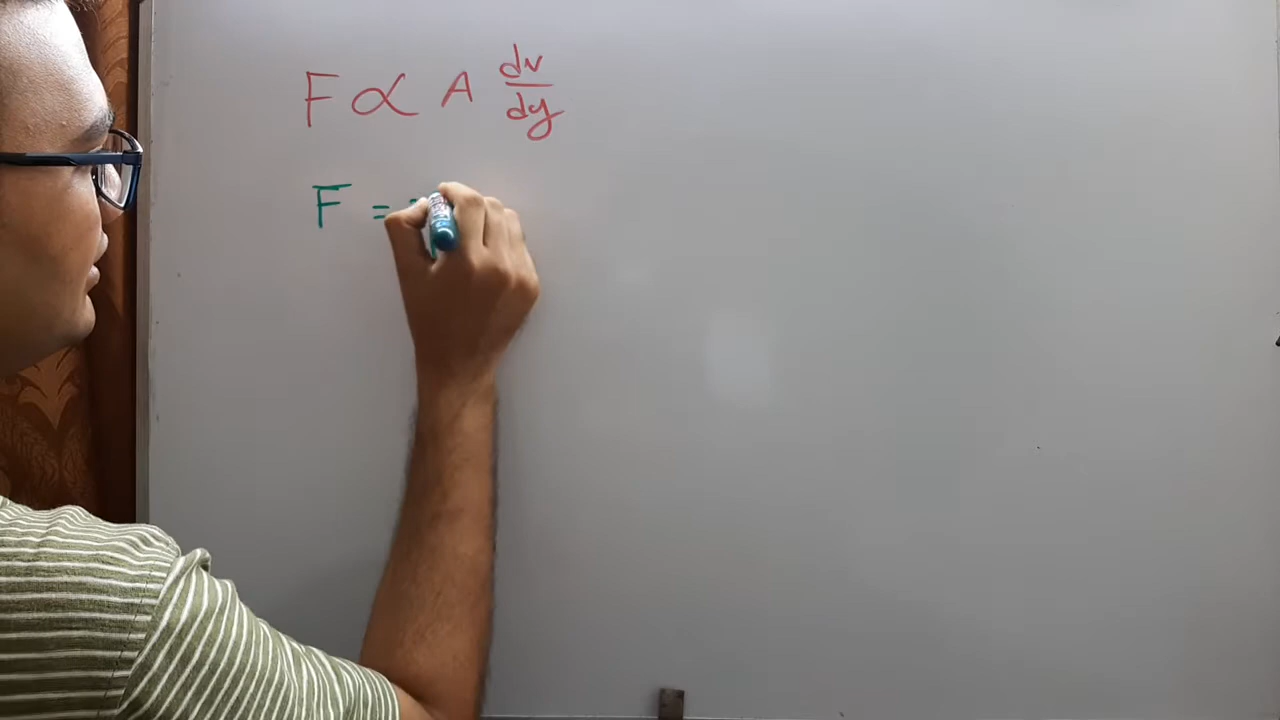 F ∝ A dv/dy
F =